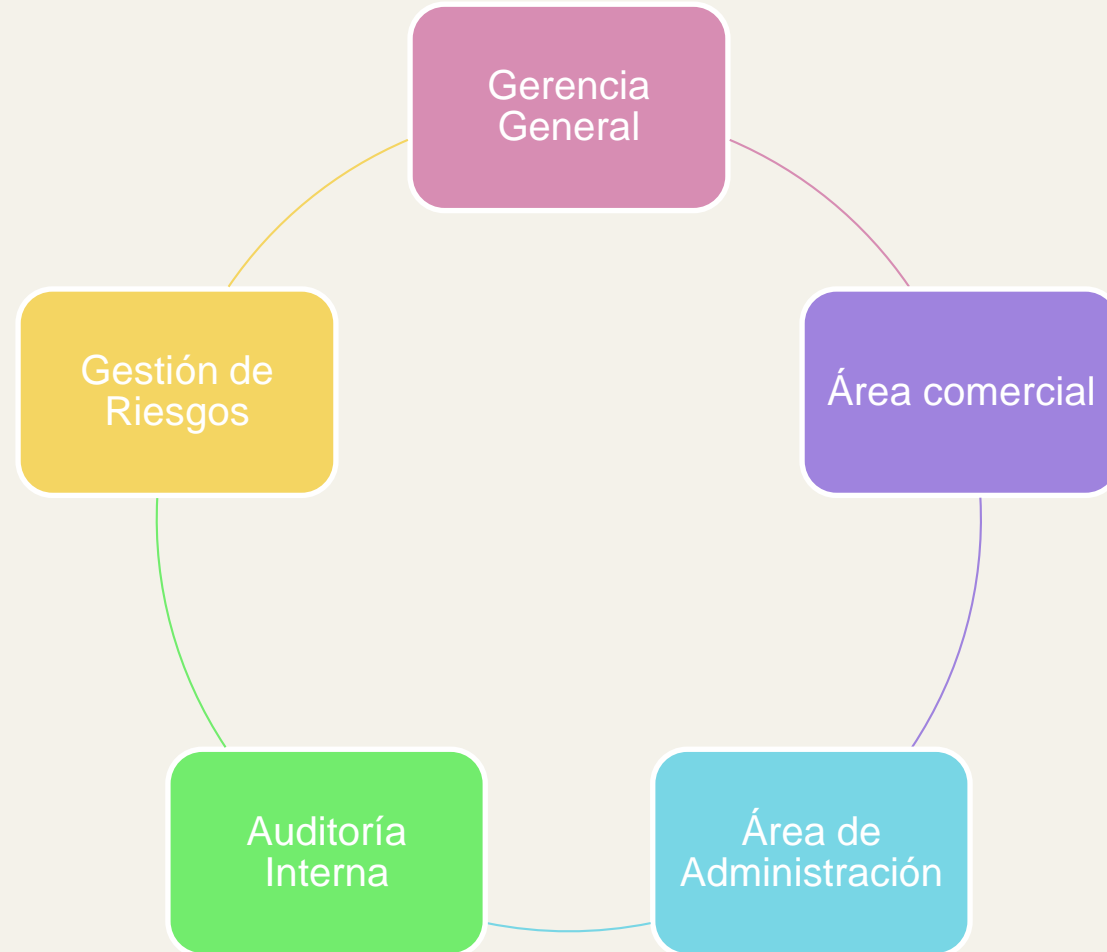 Gerencia
General
Área comercial
Área de
Administración
Auditoría
Interna
Gestión de
Riesgos